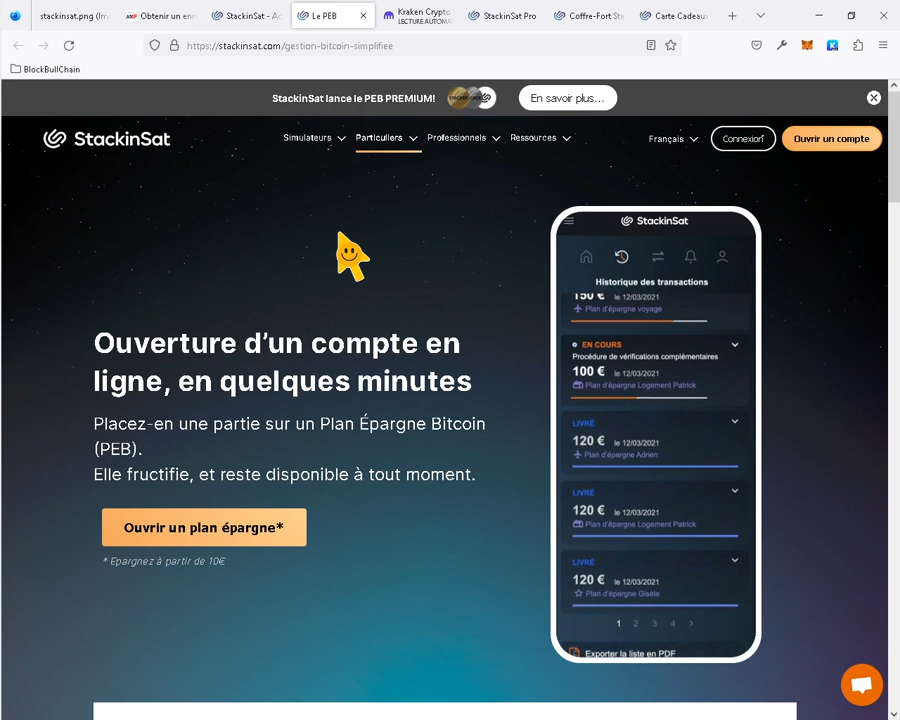 stackinsat.png (Im
AXF Obtenir un enr
StackinSat - Ac
Le PEB
Kraken Crypto
LECTURE AUTOMAT
StackinSat Pro
Coffre-Fort Sta
Carte Cadeaux
https://stackinsat.com/gestion-bitcoin-simplifiee
BlockBullChain
StackinSat lance le PEB PREMIUM!
En savoir plus...
StackinSat
Simulateurs
Particuliers
Professionnels
Ressources
Français
Connexion
Ouvrir un compte
Ouverture d'un compte en
ligne, en quelques minutes
Placez-en une partie sur un Plan Épargne Bitcoin
(PEB).
Elle fructifie, et reste disponible à tout moment.
Ouvrir un plan épargne*
* Epargnez à partir de 10€
StackinSat
Historique des transactions
150 € le 12/03/2021
Plan d'épargne voyage
EN COURS
Procédure de vérifications complémentaires
100 € le 12/03/2021
Plan d'épargne Logement Patrick
LIVRÉ
120 € le 12/03/2021
Plan d'épargne Adrien
LIVRÉ
120 € le 12/03/2021
Plan d'épargne Logement Patrick
LIVRÉ
120 € le 12/03/2021
Plan d'épargne Gisèle
1 2 3 4 >
Exporter la liste en PDF